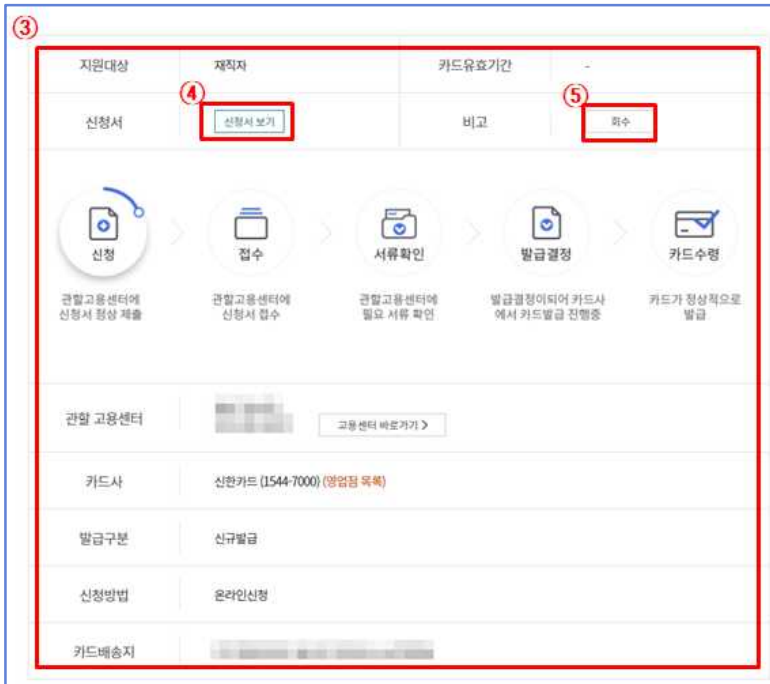 ③
지원대상 재직자 카드유효기간 -
④ ⑤
신청서 신청서 보기 비고 회수
신청 접수 서류확인 발급결정 카드수령
관할고용센터에 관할고용센터에 관할고용센터에 발급결정이되어 카드사 카드가 정상적으로
신청서 정상 제출 신청서 접수 필요 서류 확인 에서 카드발급 진행중 발급
관할 고용센터 고용센터 바로가기 >
카드사 신한카드 (1544-7000) (영업점 목록)
발급구분 신규발급
신청방법 온라인신청
카드배송지